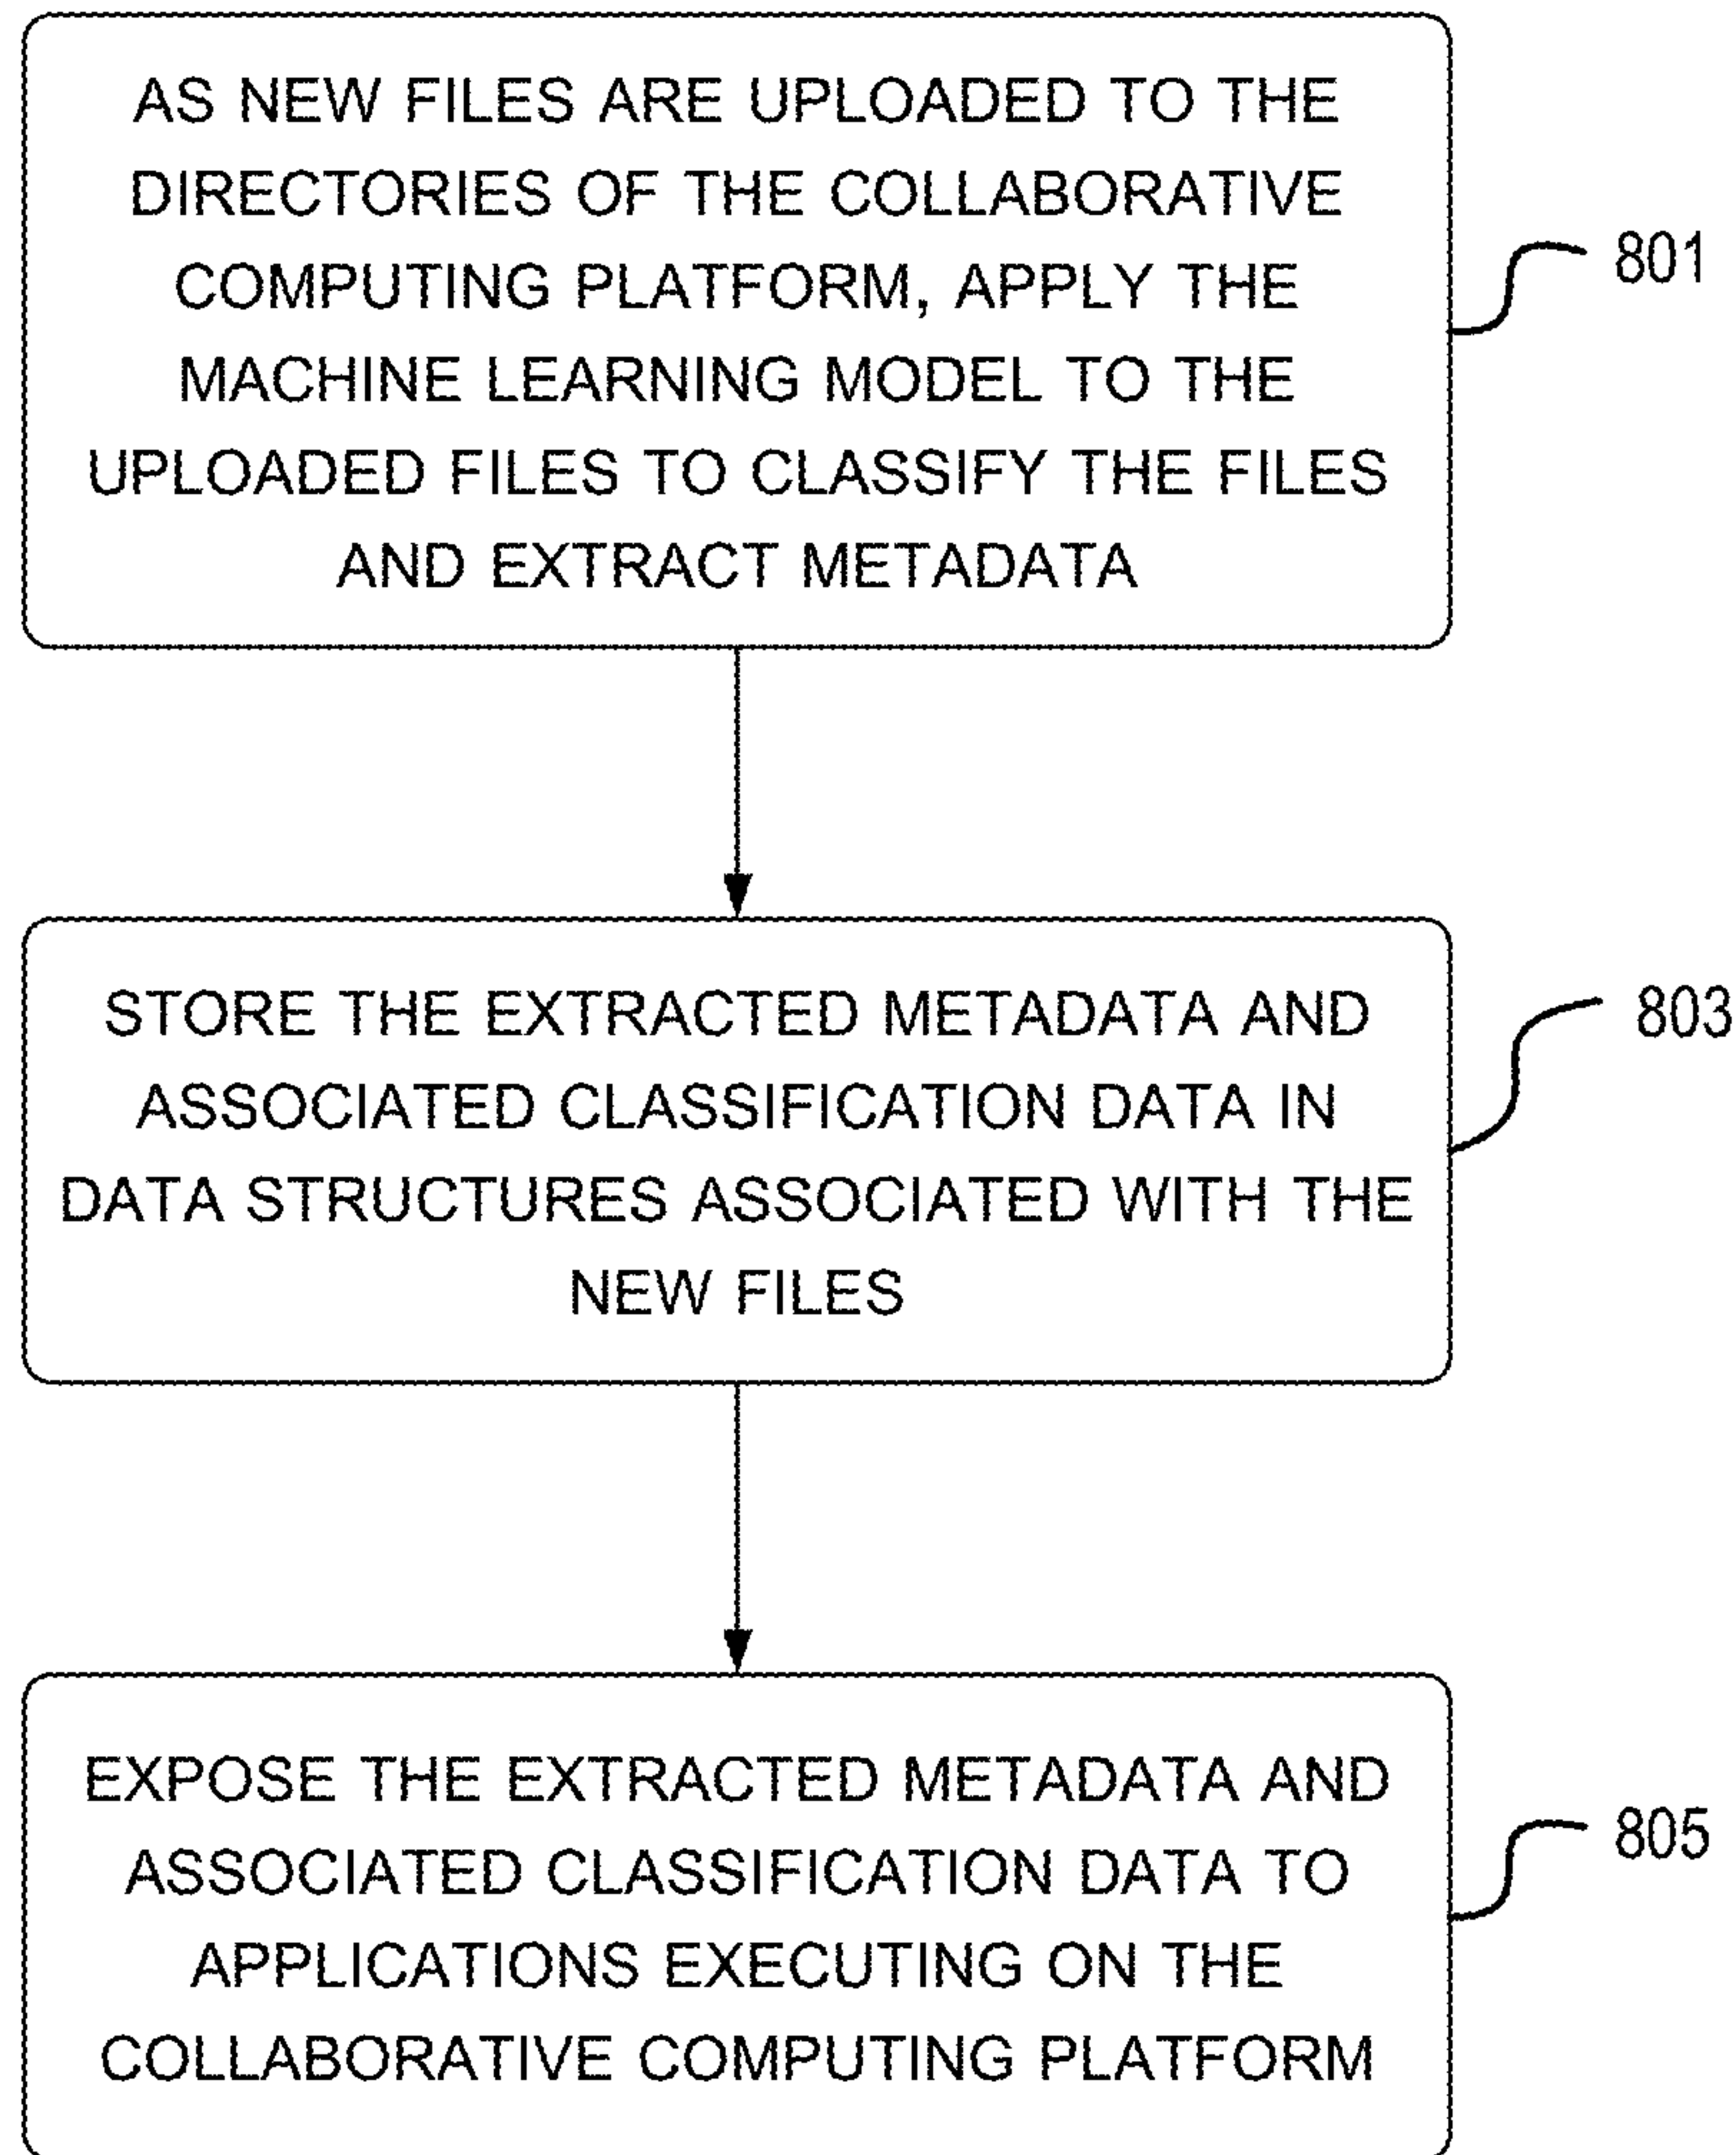 AS NEW FILES ARE UPLOADED TO THE
DIRECTORIES OF THE COLLABORATIVE
COMPUTING PLATFORM, APPLY THE
MACHINE LEARNING MODEL TO THE
UPLOADED FILES TO CLASSIFY THE FILES
AND EXTRACT METADATA
801
STORE THE EXTRACTED METADATA AND
ASSOCIATED CLASSIFICATION DATA IN
DATA STRUCTURES ASSOCIATED WITH THE
NEW FILES
803
EXPOSE THE EXTRACTED METADATA AND
ASSOCIATED CLASSIFICATION DATA TO
APPLICATIONS EXECUTING ON THE
COLLABORATIVE COMPUTING PLATFORM
805